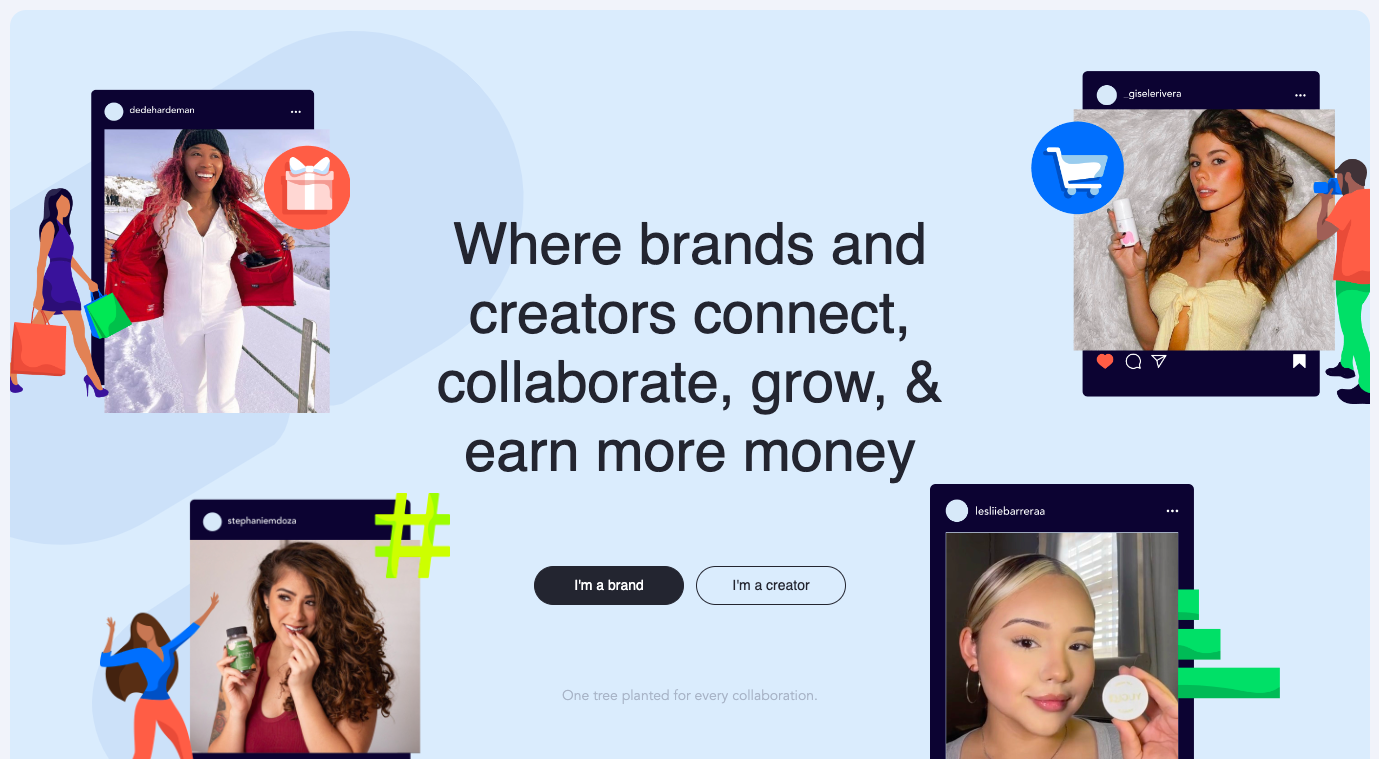 dedehardeman
_giselerivera
Where brands and
creators connect,
collaborate, grow, &
earn more money
stephaniemdoza
#
lesliiebarreraa
I'm a brand
I'm a creator
One tree planted for every collaboration.